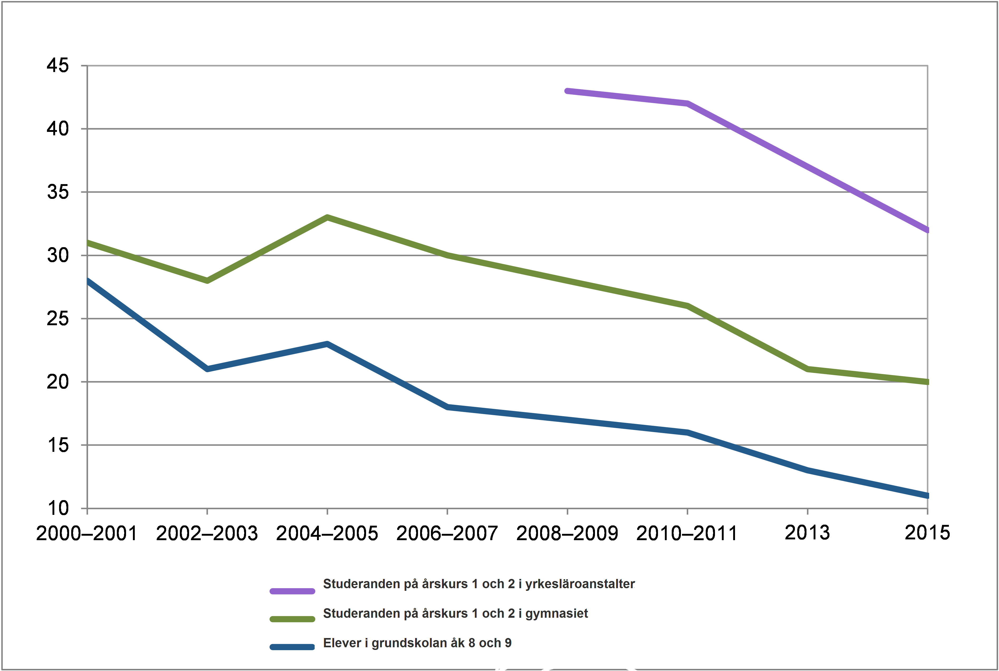 45
40
35
30
25
20
15
10
2000–2001 2002–2003 2004–2005 2006–2007 2008–2009 2010–2011 2013 2015
Studeranden på årskurs 1 och 2 i yrkesläroanstalter
Studeranden på årskurs 1 och 2 i gymnasiet
Elever i grundskolan åk 8 och 9